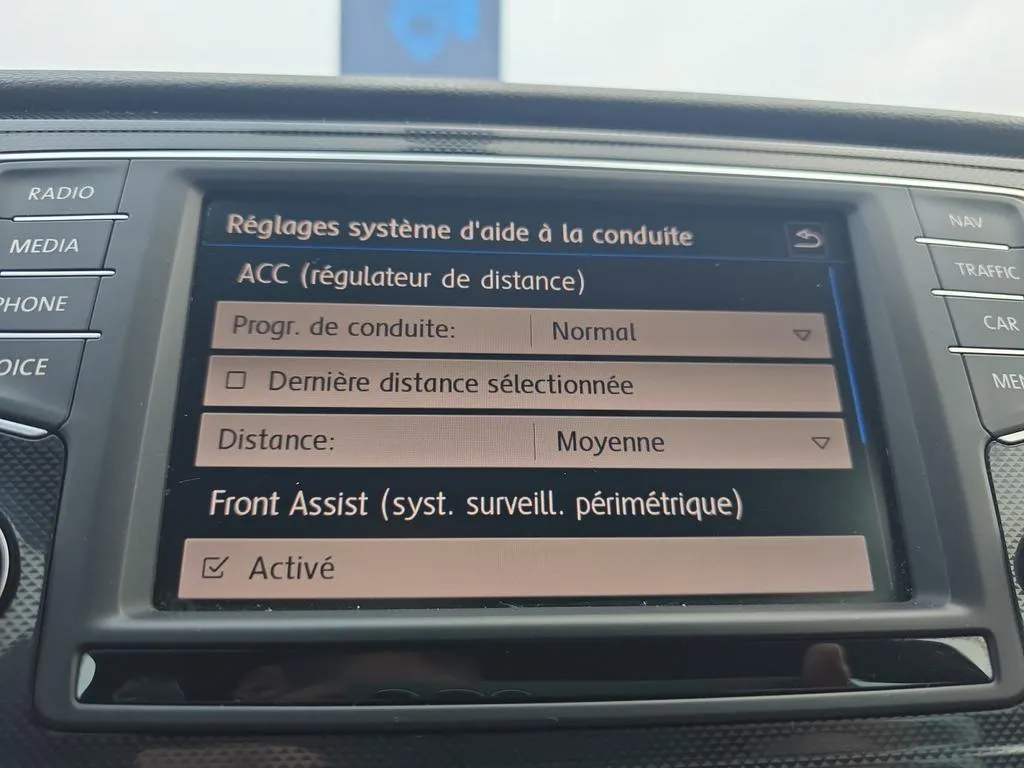 RADIO
MEDIA
PHONE
OICE
Réglages système d'aide à la conduite
ACC (régulateur de distance)
Progr. de conduite: Normal
Dernière distance sélectionnée
Distance: Moyenne
Front Assist (syst. surveill. périmétrique)
Activé
NAV
TRAFFIC
CAR
MEN